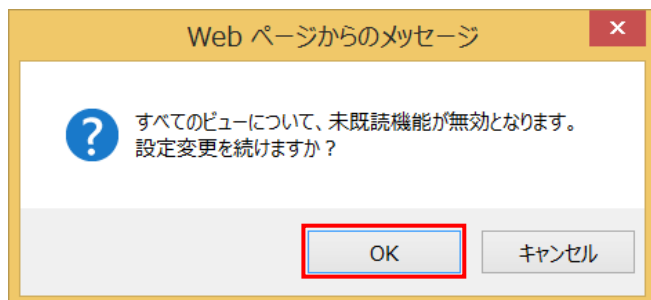 Web ページからのメッセージ
すべてのビューについて、未既読機能が無効となります。
設定変更を続けますか？
OK
キャンセル